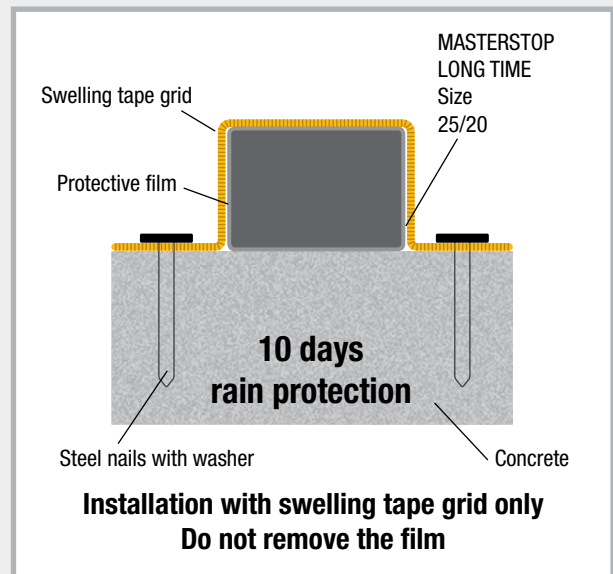 MASTERSTOP
LONG TIME
Size
25/20
Swelling tape grid
Protective film
10 days
rain protection
Steel nails with washer
Concrete
Installation with swelling tape grid only
Do not remove the film